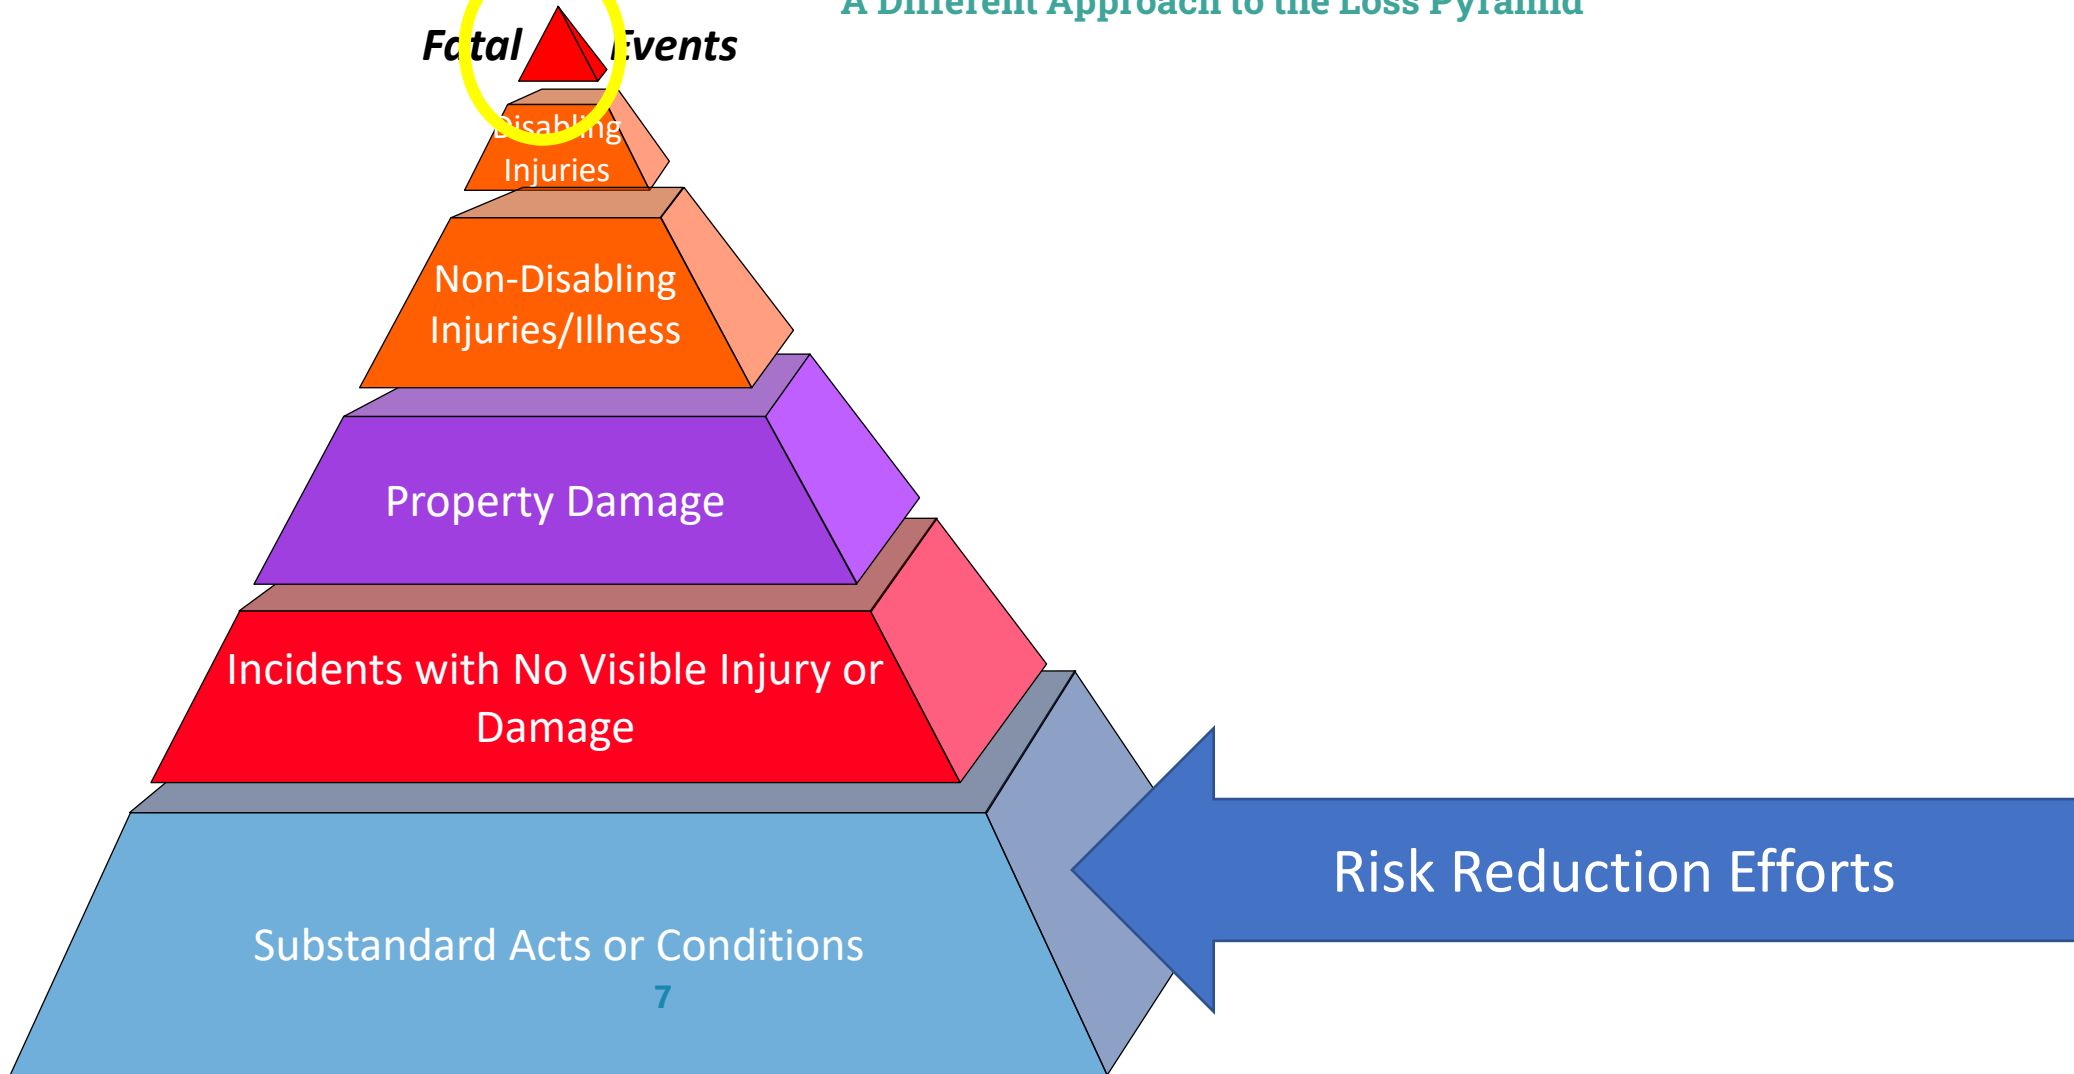 A Different Approach to the Loss Pyramid
Fatal Events
Disabling
Injuries
Non-Disabling
Injuries/Illness
Property Damage
Incidents with No Visible Injury or
Damage
Risk Reduction Efforts
Substandard Acts or Conditions
7